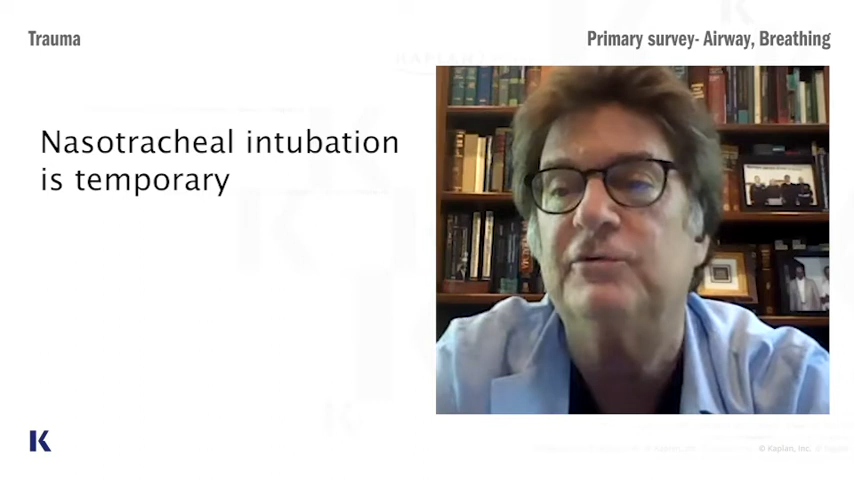 Trauma
Primary survey- Airway, Breathing
Nasotracheal intubation
is temporary
K
© Kaplan, Inc.